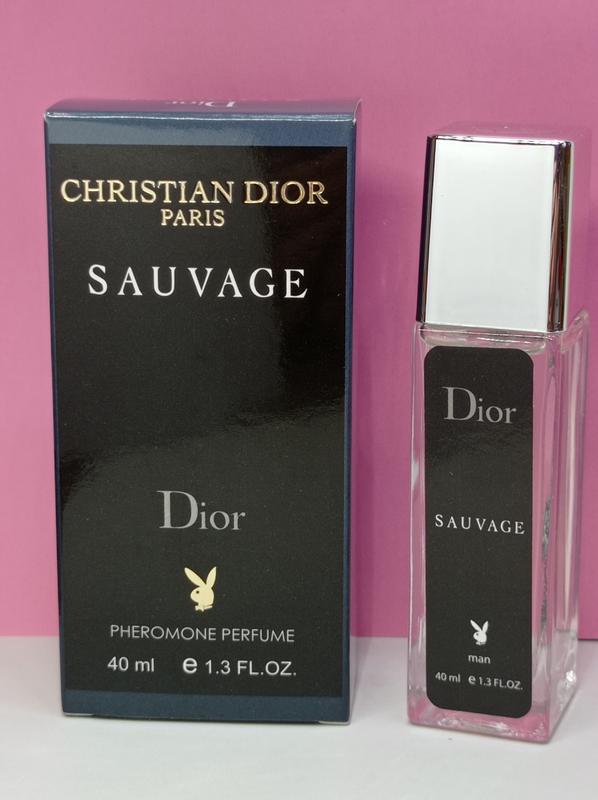 Dior
CHRISTIAN DIOR
PARIS
SAUVAGE
Dior
PHEROMONE PERFUME
40 ml e 1.3 FL.OZ.
Dior
SAUVAGE
man
40 ml e 1.3 FL.OZ.